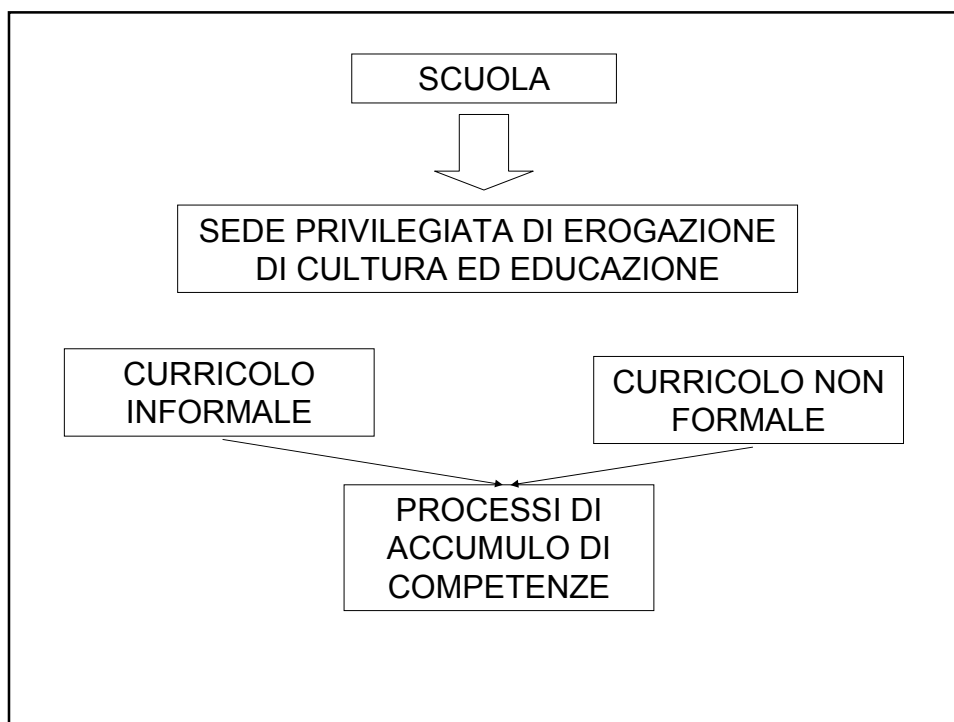 SCUOLA
SEDE PRIVILEGIATA DI EROGAZIONE
DI CULTURA ED EDUCAZIONE
CURRICOLO
INFORMALE
CURRICOLO NON
FORMALE
PROCESSI DI
ACCUMULO DI
COMPETENZE